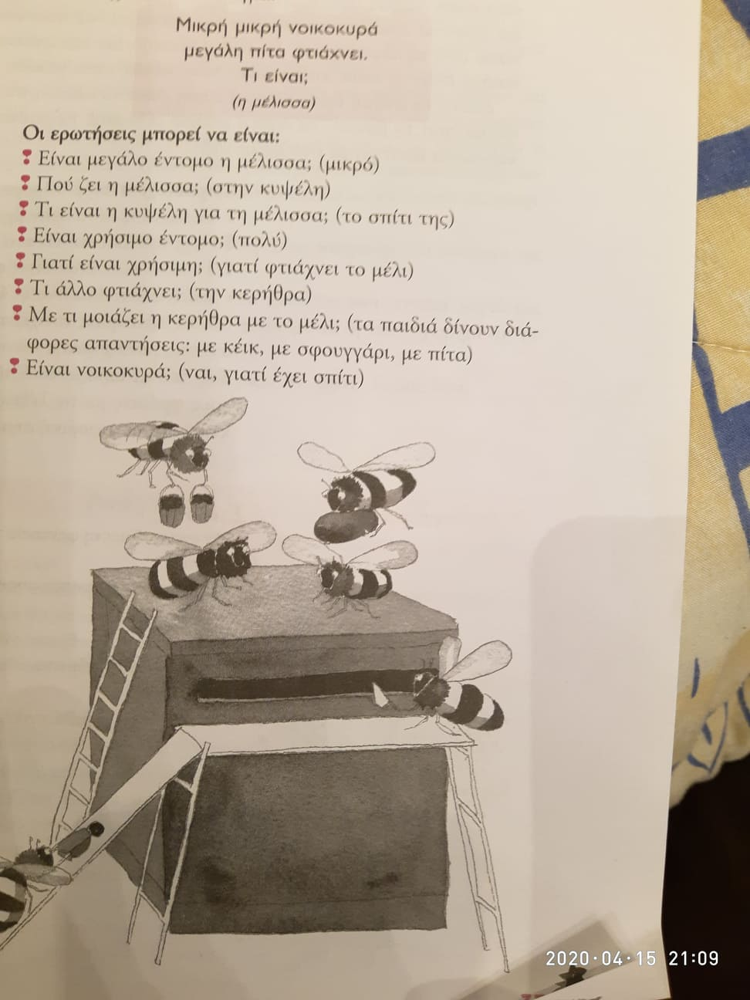 Μικρή μικρή νοικοκυρά
μεγάλη πίτα φτιάχνει.
Τι είναι;
(η μέλισσα)
Οι ερωτήσεις μπορεί να είναι:
Είναι μεγάλο έντομο η μέλισσα; (μικρό)
Πού ζει η μέλισσα; (στην κυψέλη)
Τι είναι η κυψέλη για τη μέλισσα; (το σπίτι της)
Είναι χρήσιμο έντομο; (πολύ)
Γιατί είναι χρήσιμη; (γιατί φτιάχνει το μέλι)
Τι άλλο φτιάχνει; (την κερήθρα)
Με τι μοιάζει η κερήθρα με το μέλι; (τα παιδιά δίνουν διά-
φορες απαντήσεις: με κέικ, με σφουγγάρι, με πίτα)
Είναι νοικοκυρά; (ναι, γιατί έχει σπίτι)
2020·04·15 21:09